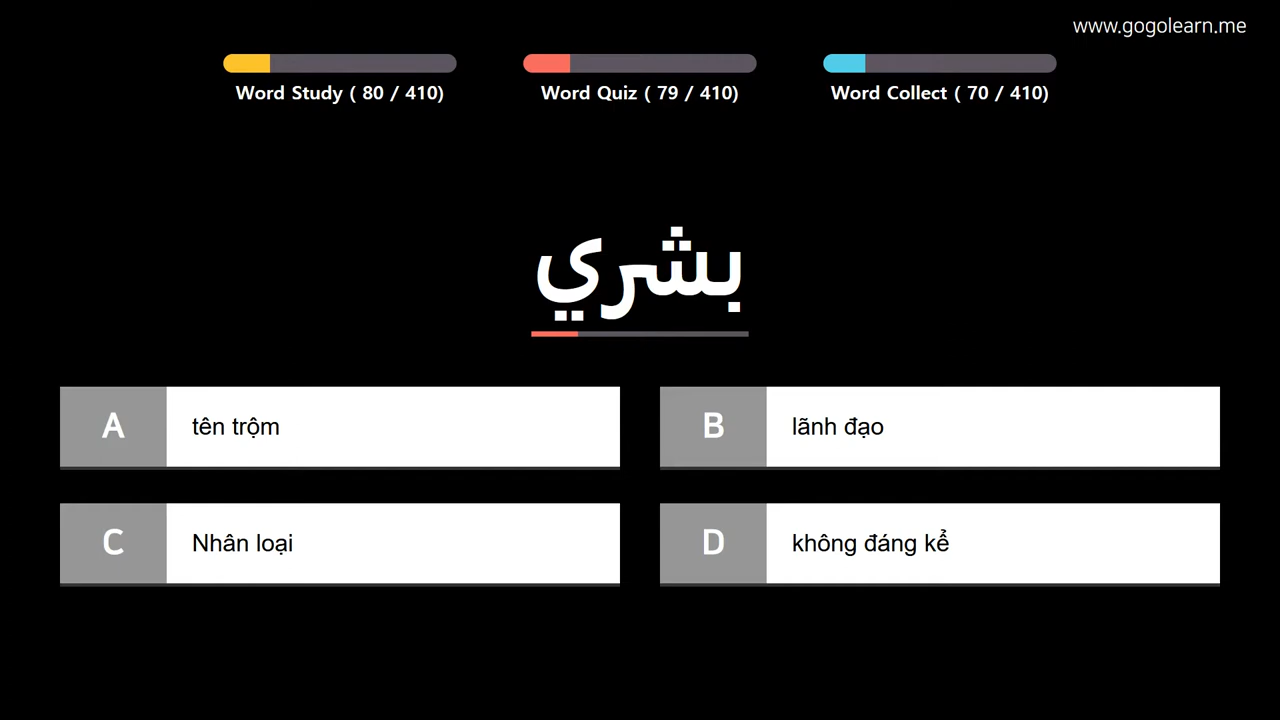 www.gogolearn.me
Word Study ( 80 / 410)
Word Quiz ( 79 / 410)
Word Collect ( 70 / 410)
بشري
A
tên trộm
B
lãnh đạo
C
Nhân loại
D
không đáng kể